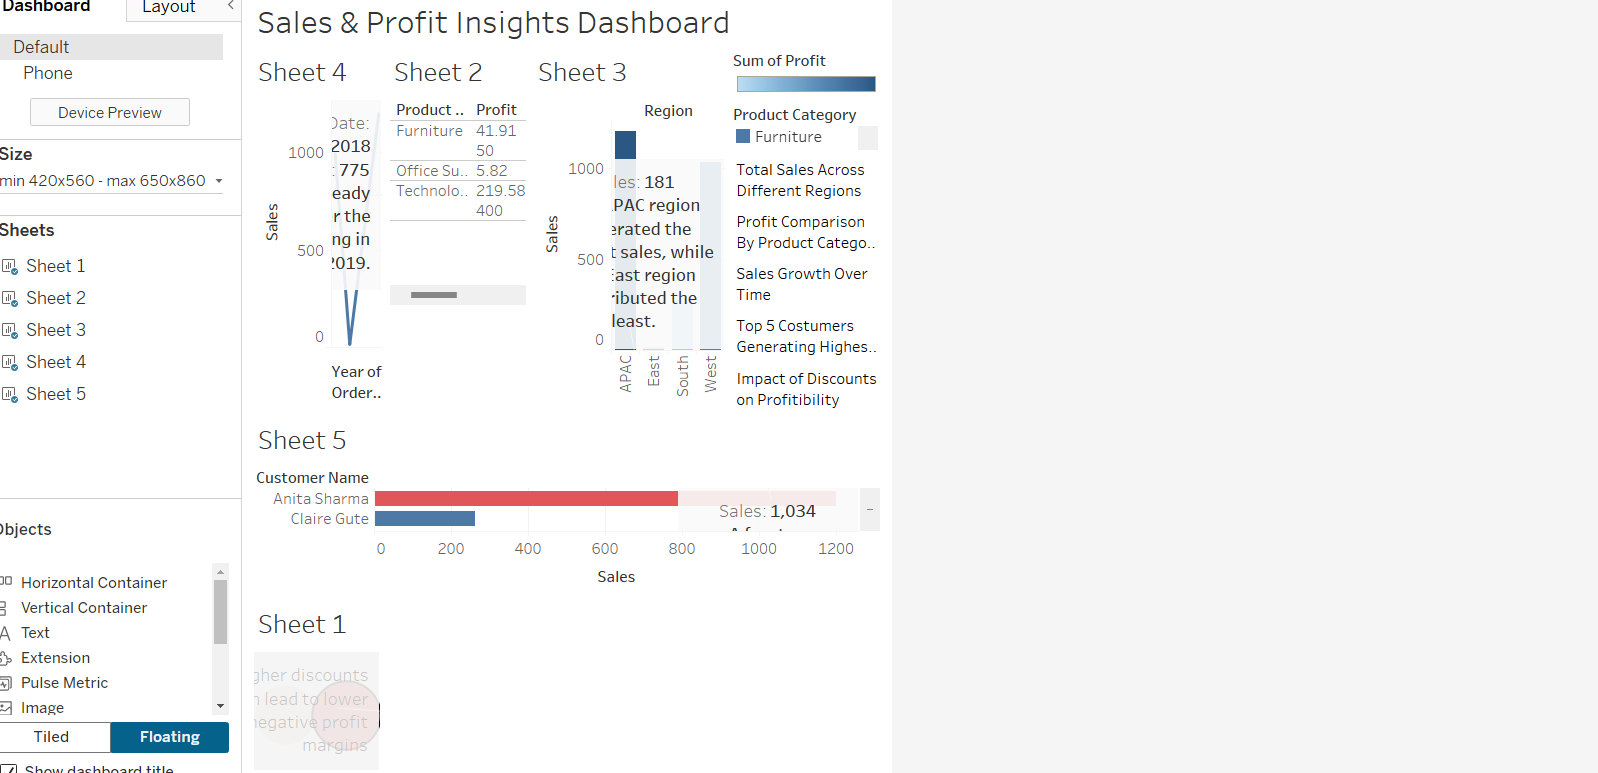 Dashboard
Layout
Default
Phone
Device Preview
Size
min 420x560 - max 650x860
Sheets
Sheet 1
Sheet 2
Sheet 3
Sheet 4
Sheet 5
Objects
Horizontal Container
Vertical Container
Text
Extension
Pulse Metric
Image
Tiled
Floating
Show dashboard title
Sales & Profit Insights Dashboard
Sheet 4
Date:
2018
: 775
eady
r the
ng in
2019.
1000
500
0
Sales
Year of
Order..
Sheet 2
Product .. Profit
Furniture 41.91
50
Office Su.. 5.82
Technolo.. 219.58
400
Sheet 3
Region
1000
500
0
Sales
les: 181
PAC region
erated the
t sales, while
East region
ributed the
least.
APAC
East
South
West
Sum of Profit
Product Category
Furniture
Total Sales Across
Different Regions
Profit Comparison
By Product Catego..
Sales Growth Over
Time
Top 5 Costumers
Generating Highes..
Impact of Discounts
on Profitibility
Sheet 5
Customer Name
Anita Sharma
Claire Gute
Sales: 1,034
0 200 400 600 800 1000 1200
Sales
Sheet 1
gher discounts
n lead to lower
negative profit
margins